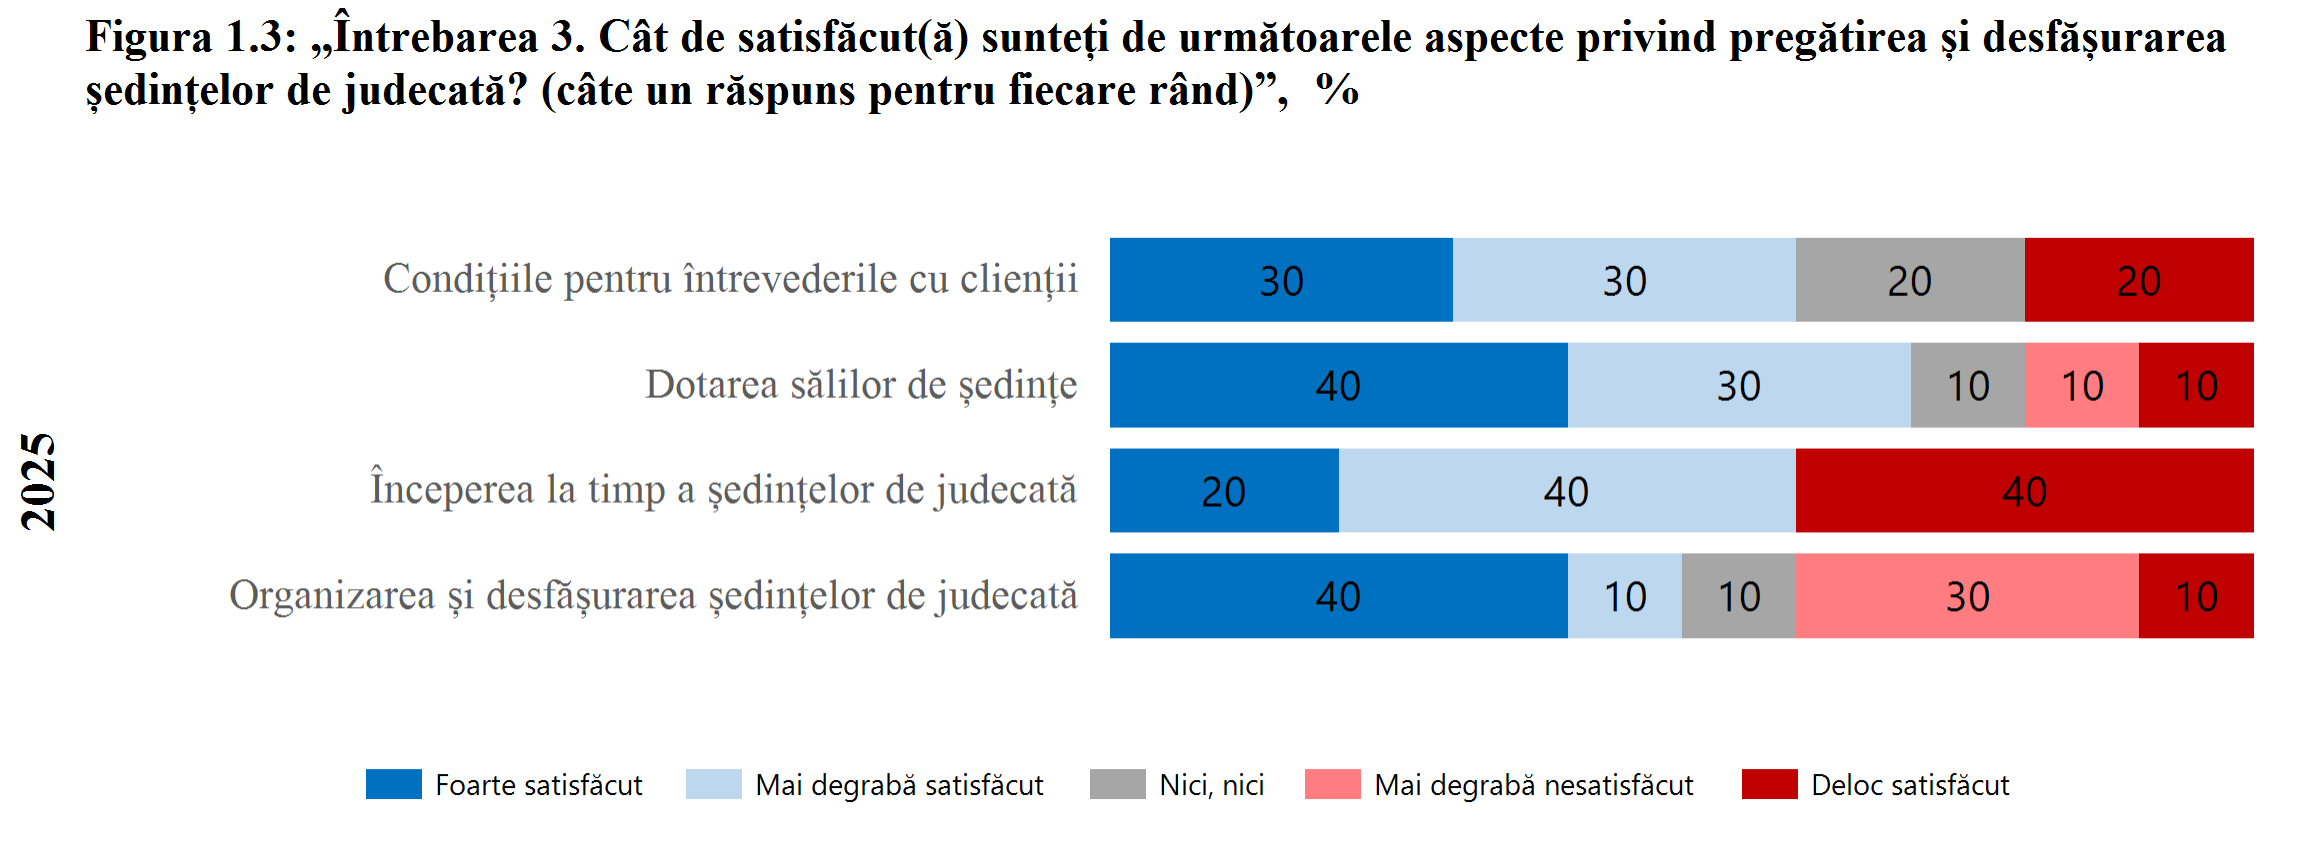 Figura 1.3: „Întrebarea 3. Cât de satisfăcut(ă) sunteți de următoarele aspecte privind pregătirea și desfășurarea
ședințelor de judecată? (câte un răspuns pentru fiecare rând)”, %
2025
Condițiile pentru întrevederile cu clienții 30 30 20 20
Dotarea sălilor de ședințe 40 30 10 10 10
Începerea la timp a ședințelor de judecată 20 40 40
Organizarea și desfășurarea ședințelor de judecată 40 10 10 30 10
Foarte satisfăcut Mai degrabă satisfăcut Nici, nici Mai degrabă nesatisfăcut Deloc satisfăcut